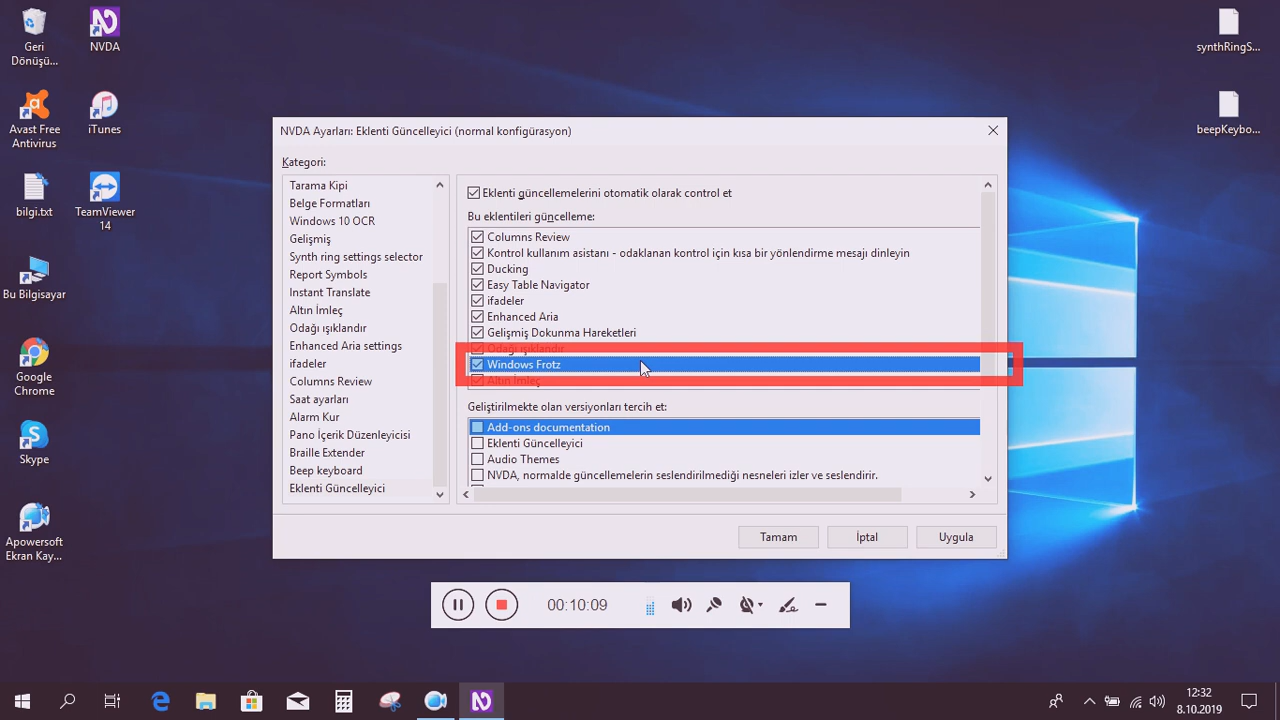 Geri
Dönüşü...
NVDA
synthRingS...
Avast Free
Antivirus
iTunes
beepKeybo...
bilgi.txt
TeamViewer
14
Bu Bilgisayar
Google
Chrome
Skype
Apowersoft
Ekran Kay...
NVDA Ayarları: Eklenti Güncelleyici (normal konfigürasyon)
Kategori:
Tarama Kipi
Belge Formatları
Windows 10 OCR
Gelişmiş
Synth ring settings selector
Report Symbols
Instant Translate
Altın İmleç
Odağı ışıklandır
Enhanced Aria settings
ifadeler
Columns Review
Saat ayarları
Alarm Kur
Pano İçerik Düzenleyicisi
Braille Extender
Beep keyboard
Eklenti Güncelleyici
Eklenti güncellemelerini otomatik olarak control et
Bu eklentileri güncelleme:
Columns Review
Kontrol kullanım asistanı - odaklanan kontrol için kısa bir yönlendirme mesajı dinleyin
Ducking
Easy Table Navigator
ifadeler
Enhanced Aria
Gelişmiş Dokunma Hareketleri
Odağı ışıklandır
Windows Frotz
Altın İmleç
Geliştirilmekte olan versiyonları tercih et:
Add-ons documentation
Eklenti Güncelleyici
Audio Themes
NVDA, normalde güncellemelerin seslendirilmediği nesneleri izler ve seslendirir.
Tamam
İptal
Uygula
00:10:09
12:32
8.10.2019